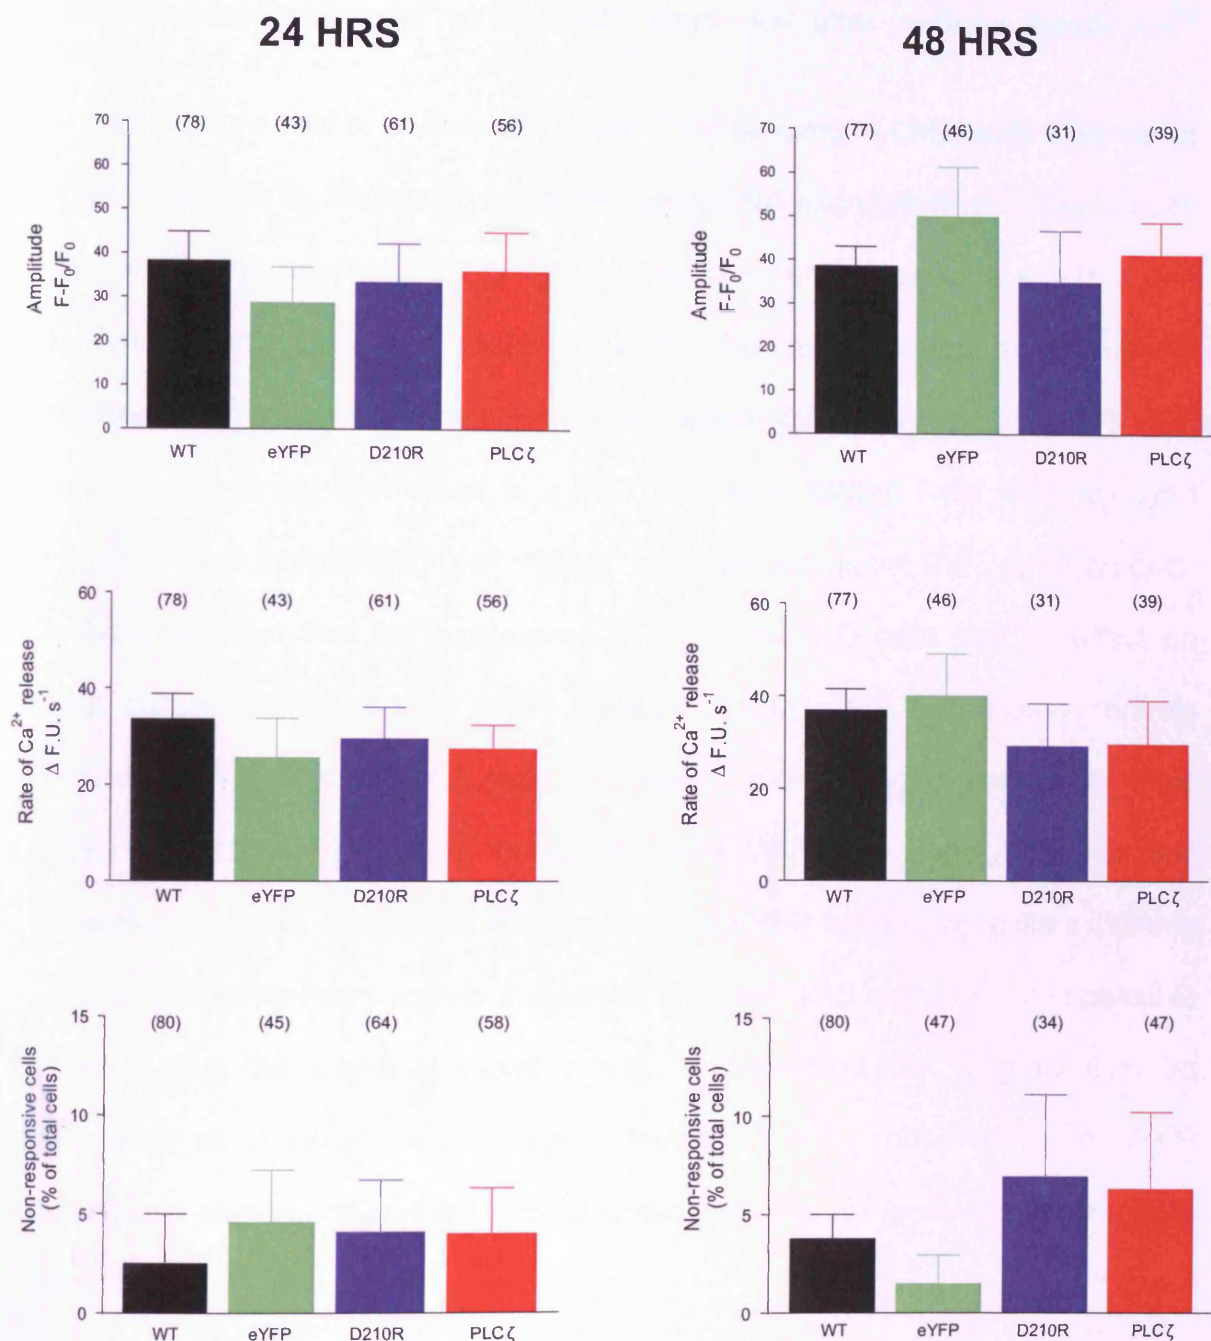 24 HRS
48 HRS
Amplitude
F-F₀/F₀
70
60
50
40
30
20
10
0
(78) (43) (61) (56)
WT eYFP D210R PLCζ
Amplitude
F-F₀/F₀
70
60
50
40
30
20
10
0
(77) (46) (31) (39)
WT eYFP D210R PLCζ
Rate of Ca²⁺ release
Δ F.U. s⁻¹
60
40
20
0
(78) (43) (61) (56)
WT eYFP D210R PLCζ
Rate of Ca²⁺ release
Δ F.U. s⁻¹
60
40
20
0
(77) (46) (31) (39)
WT eYFP D210R PLCζ
Non-responsive cells
(% of total cells)
15
10
5
0
(80) (45) (64) (58)
WT eYFP D210R PLCζ
Non-responsive cells
(% of total cells)
15
10
5
0
(80) (47) (34) (47)
WT eYFP D210R PLCζ